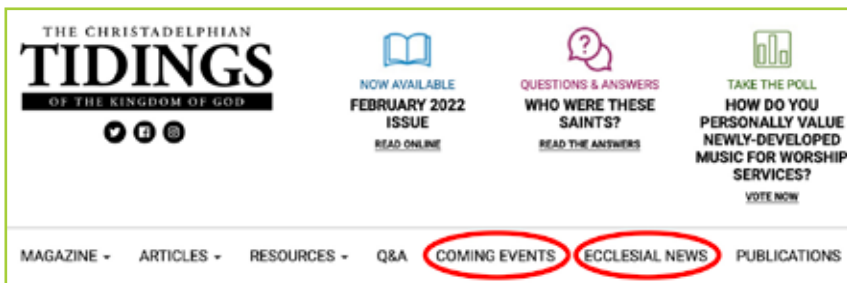 THE CHRISTADELPHIAN
TIDINGS
OF THE KINGDOM OF GOD
NOW AVAILABLE
FEBRUARY 2022
ISSUE
READ ONLINE
QUESTIONS & ANSWERS
WHO WERE THESE
SAINTS?
READ THE ANSWERS
TAKE THE POLL
HOW DO YOU
PERSONALLY VALUE
NEWLY-DEVELOPED
MUSIC FOR WORSHIP
SERVICES?
VOTE NOW
MAGAZINE ARTICLES RESOURCES Q&A COMING EVENTS ECCLESIAL NEWS PUBLICATIONS